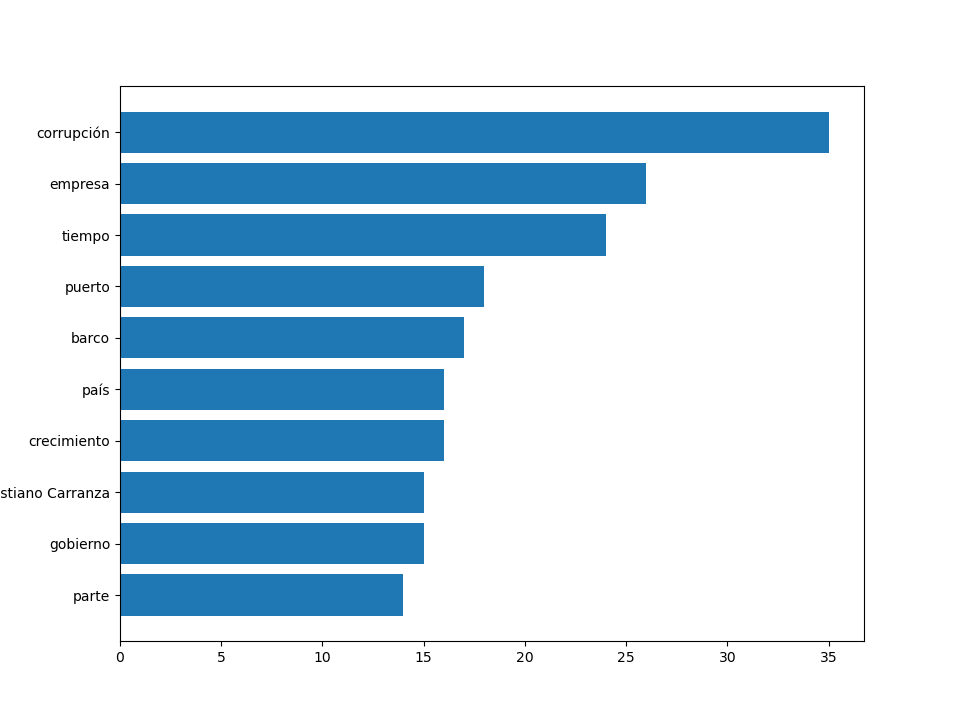 corrupción
empresa
tiempo
puerto
barco
país
crecimiento
stiano Carranza
gobierno
parte
0 5 10 15 20 25 30 35